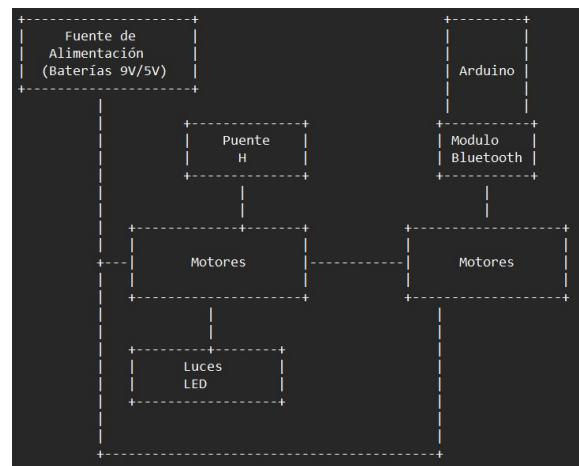 Fuente de
Alimentación
(Baterías 9V/5V)
Arduino
Puente
H
Modulo
Bluetooth
Motores
Motores
Luces
LED